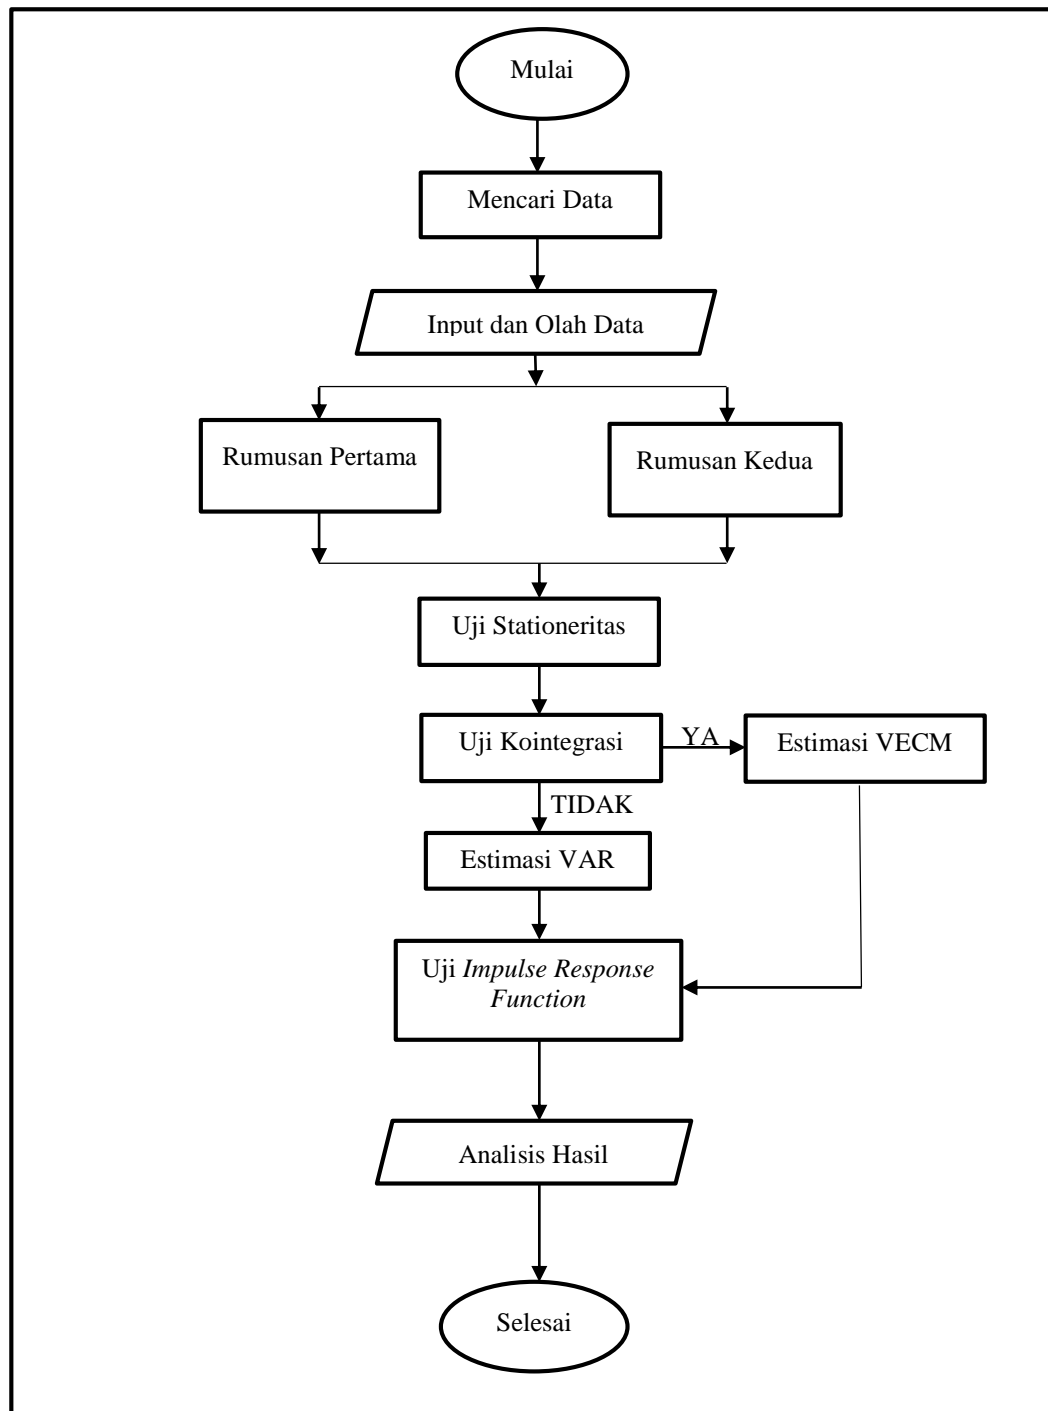 Mulai
Mencari Data
Input dan Olah Data
Rumusan Pertama
Rumusan Kedua
Uji Stationeritas
Uji Kointegrasi
YA
Estimasi VECM
TIDAK
Estimasi VAR
Uji Impulse Response
Function
Analisis Hasil
Selesai